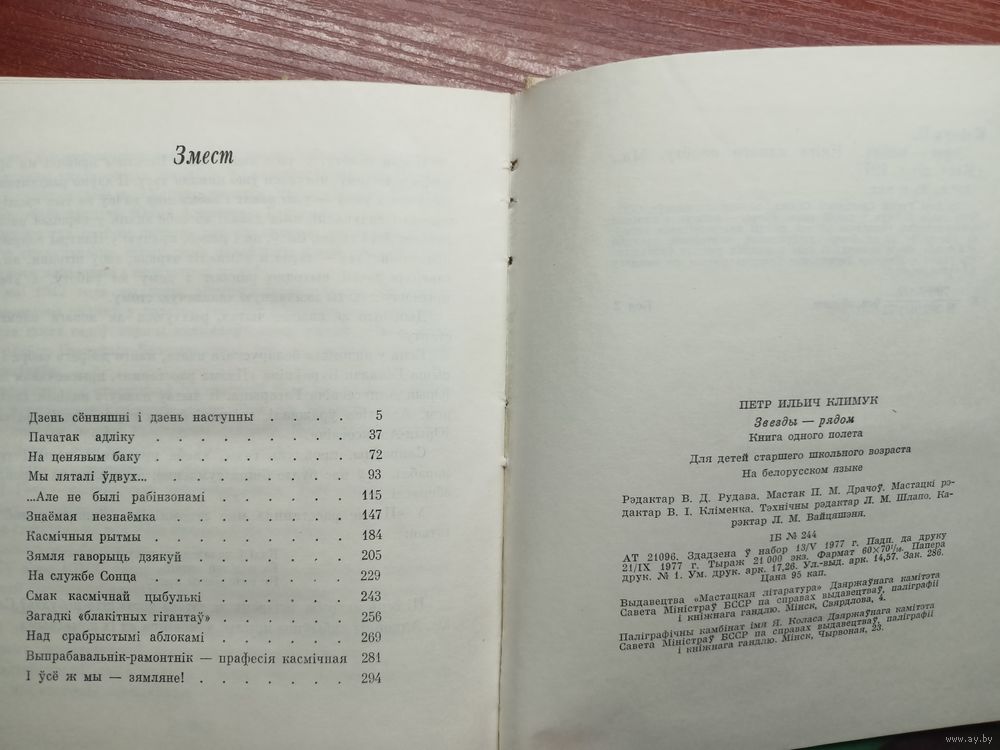 Змест
Дзень сённяшні і дзень наступны . . . . . 5
Пачатак адліку . . . . . . . . . . 37
На ценявым баку . . . . . . . . . . 72
Мы ляталі ўдвух... . . . . . . . . . 93
...Але не былі рабінзонамі . . . . . . . 115
Знаёмая незнаёмка . . . . . . . . . 147
Касмічныя рытмы . . . . . . . . . 184
Зямля гаворыць дзякуй . . . . . . . . 205
На службе Сонца . . . . . . . . . . 229
Смак касмічнай цыбулькі . . . . . . . 243
Загадкі «блакітных гігантаў» . . . . . . . 256
Над срабрыстымі аблокамі . . . . . . . 269
Выпрабавальнік-рамонтнік — прафесія касмічная 281
І ўсё ж мы — зямляне! . . . . . . . . 294
ПЕТР ИЛЬИЧ КЛИМУК
Звезды — рядом
Книга одного полета
Для детей старшего школьного возраста
На белорусском языке
Рэдактар В. Д. Рудава. Мастак П. М. Драчоў. Мастацкі рэ-
дактар В. І. Кліменка. Тэхнічны рэдактар Л. М. Шлапо. Ка-
рэктар Л. М. Вайцяшэня.
ІБ № 244
АТ 21096. Здадзена ў набор 13/V 1977 г. Падп. да друку
21/IX 1977 г. Тыраж 21 000 экз. Фармат 60×70¹/₁₆. Папера
друк. № 1. Ум. друк. арк. 17,26. Ул.-выд. арк. 14,57. Зак. 286.
Цана 95 кап.
Выдавецтва «Мастацкая літаратура» Дзяржаўнага камітэта
Савета Міністраў БССР па справах выдавецтваў, паліграфіі
і кніжнага гандлю. Мінск, Свярдлова, 4.
Паліграфічны камбінат імя Я. Коласа Дзяржаўнага камітэта
Савета Міністраў БССР па справах выдавецтваў, паліграфіі
і кніжнага гандлю. Мінск, Чырвоная, 23.
www.ay.by